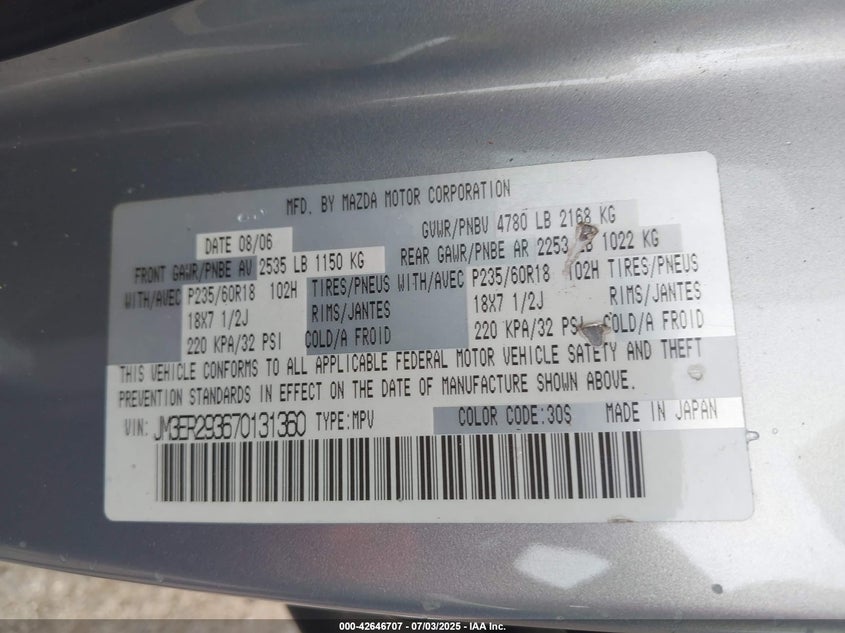 MFD. BY MAZDA MOTOR CORPORATION
DATE 08/06 GVWR/PNBV 4780 LB 2168 KG
FRONT GAWR/PNBE AV 2535 LB 1150 KG REAR GAWR/PNBE AR 2253 LB 1022 KG
WITH/AVEC P235/60R18 102H TIRES/PNEUS WITH/AVEC P235/60R18 102H TIRES/PNEUS
18X7 1/2J RIMS/JANTES 18X7 1/2J RIMS/JANTES
220 KPA/32 PSI COLD/A FROID 220 KPA/32 PSI COLD/A FROID
THIS VEHICLE CONFORMS TO ALL APPLICABLE FEDERAL MOTOR VEHICLE SAFETY AND THEFT
PREVENTION STANDARDS IN EFFECT ON THE DATE OF MANUFACTURE SHOWN ABOVE.
VIN: JM3ER293670131360 TYPE:MPV COLOR CODE:30S MADE IN JAPAN
000-42646707 - 07/03/2025 - IAA Inc.